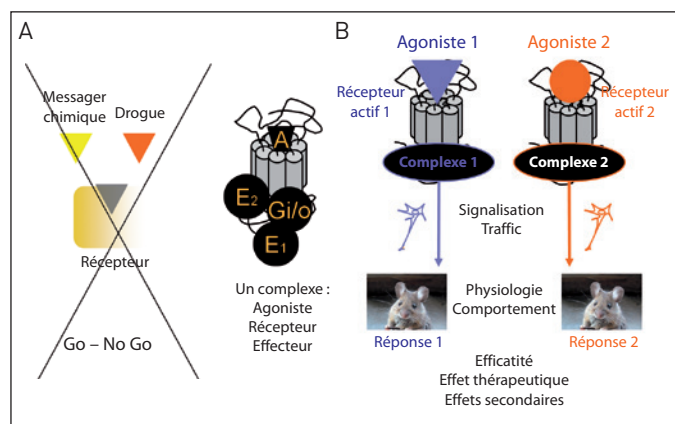 A
Messager
chimique
Drogue
Récepteur
Go – No Go
A
E2
Gi/o
E1
Un complexe :
Agoniste
Récepteur
Effecteur
B
Agoniste 1
Agoniste 2
Récepteur
actif 1
Récepteur
actif 2
Complexe 1
Complexe 2
Signalisation
Traffic
Physiologie
Comportement
Réponse 1
Réponse 2
Efficatité
Effet thérapeutique
Effets secondaires